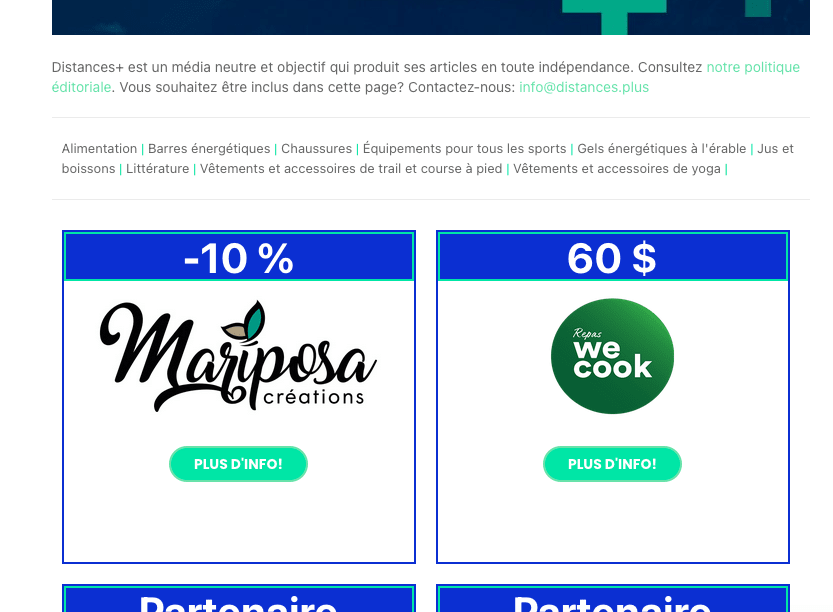 Distances+ est un média neutre et objectif qui produit ses articles en toute indépendance. Consultez notre politique
éditoriale. Vous souhaitez être inclus dans cette page? Contactez-nous: info@distances.plus
Alimentation | Barres énergétiques | Chaussures | Équipements pour tous les sports | Gels énergétiques à l'érable | Jus et
boissons | Littérature | Vêtements et accessoires de trail et course à pied | Vêtements et accessoires de yoga |
-10 %
Mariposa
créations
PLUS D'INFO!
60 $
Repas
we
cook
PLUS D'INFO!
Partenaire
Partenaire